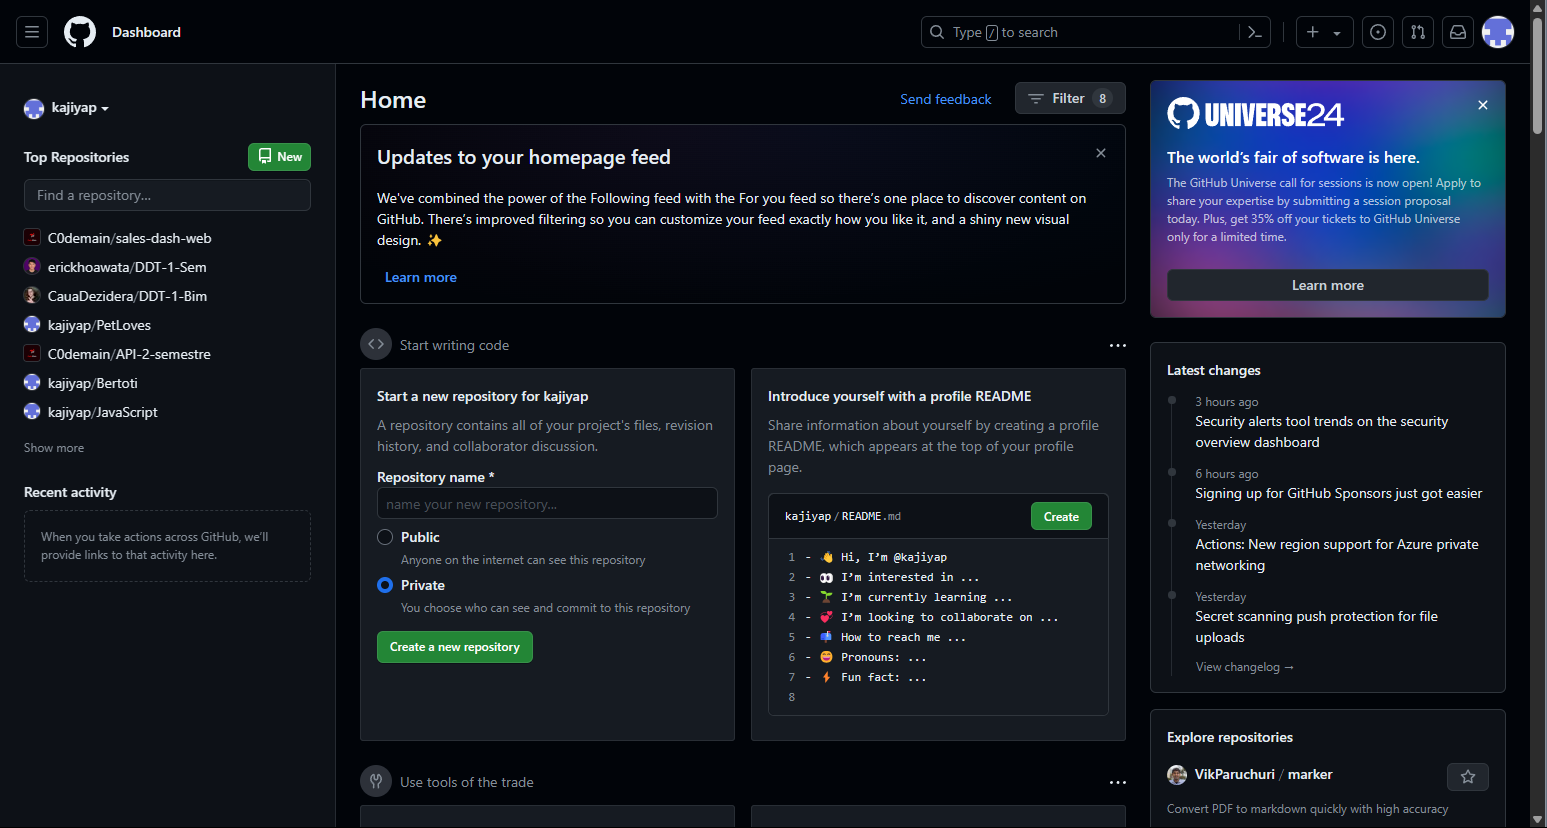 Dashboard
Type / to search
kajiyap
Top Repositories
New
Find a repository...
C0demain/sales-dash-web
erickhoawata/DDT-1-Sem
CauaDezidera/DDT-1-Bim
kajiyap/PetLoves
C0demain/API-2-semestre
kajiyap/Bertoti
kajiyap/JavaScript
Show more
Recent activity
When you take actions across GitHub, we'll
provide links to that activity here.
Home
Send feedback
Filter 8
Updates to your homepage feed
We've combined the power of the Following feed with the For you feed so there's one place to discover content on
GitHub. There's improved filtering so you can customize your feed exactly how you like it, and a shiny new visual
design. ✨
Learn more
Start writing code
Start a new repository for kajiyap
A repository contains all of your project's files, revision
history, and collaborator discussion.
Repository name *
name your new repository...
Public
Anyone on the internet can see this repository
Private
You choose who can see and commit to this repository
Create a new repository
Introduce yourself with a profile README
Share information about yourself by creating a profile
README, which appears at the top of your profile
page.
kajiyap / README.md
Create
1 - 👋 Hi, I'm @kajiyap
2 - 👀 I'm interested in ...
3 - 🌱 I'm currently learning ...
4 - 💞️ I'm looking to collaborate on ...
5 - 📫 How to reach me ...
6 - 😄 Pronouns: ...
7 - ⚡ Fun fact: ...
8
Use tools of the trade
UNIVERSE24
The world's fair of software is here.
The GitHub Universe call for sessions is now open! Apply to
share your expertise by submitting a session proposal
today. Plus, get 35% off your tickets to GitHub Universe
only for a limited time.
Learn more
Latest changes
3 hours ago
Security alerts tool trends on the security
overview dashboard
6 hours ago
Signing up for GitHub Sponsors just got easier
Yesterday
Actions: New region support for Azure private
networking
Yesterday
Secret scanning push protection for file
uploads
View changelog →
Explore repositories
VikParuchuri / marker
Convert PDF to markdown quickly with high accuracy